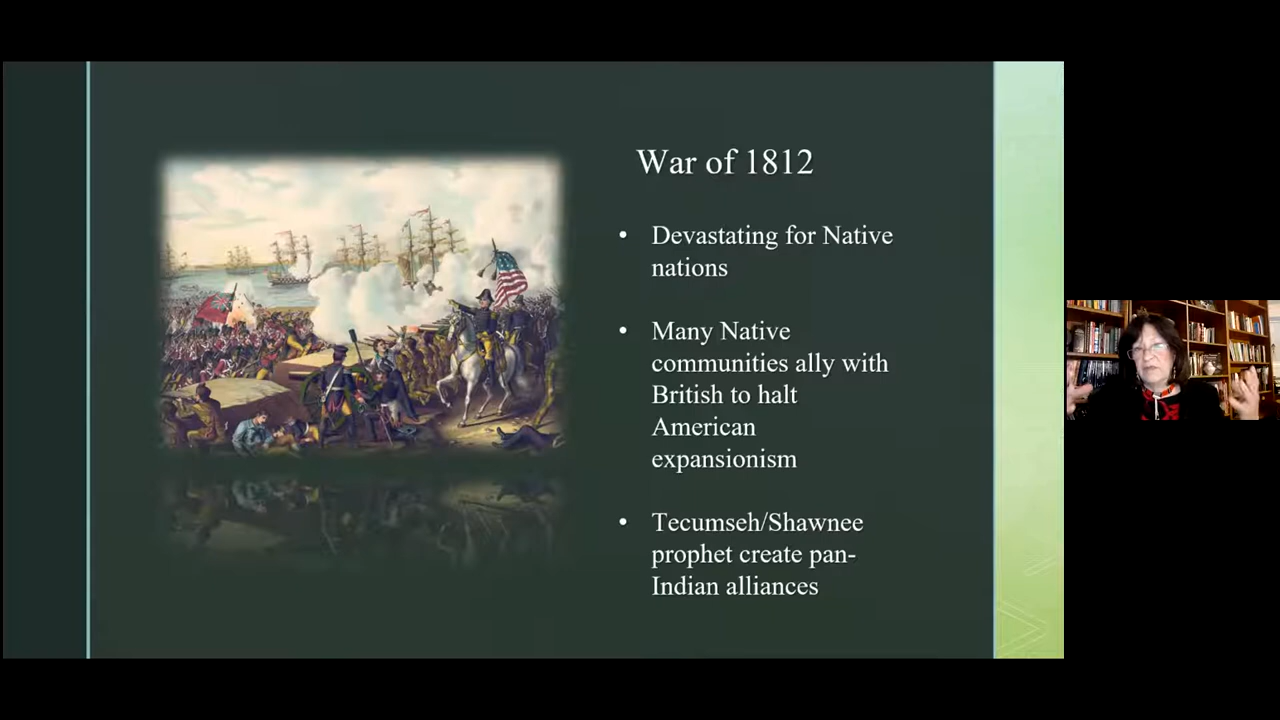 War of 1812
• Devastating for Native
nations
• Many Native
communities ally with
British to halt
American
expansionism
• Tecumseh/Shawnee
prophet create pan-
Indian alliances